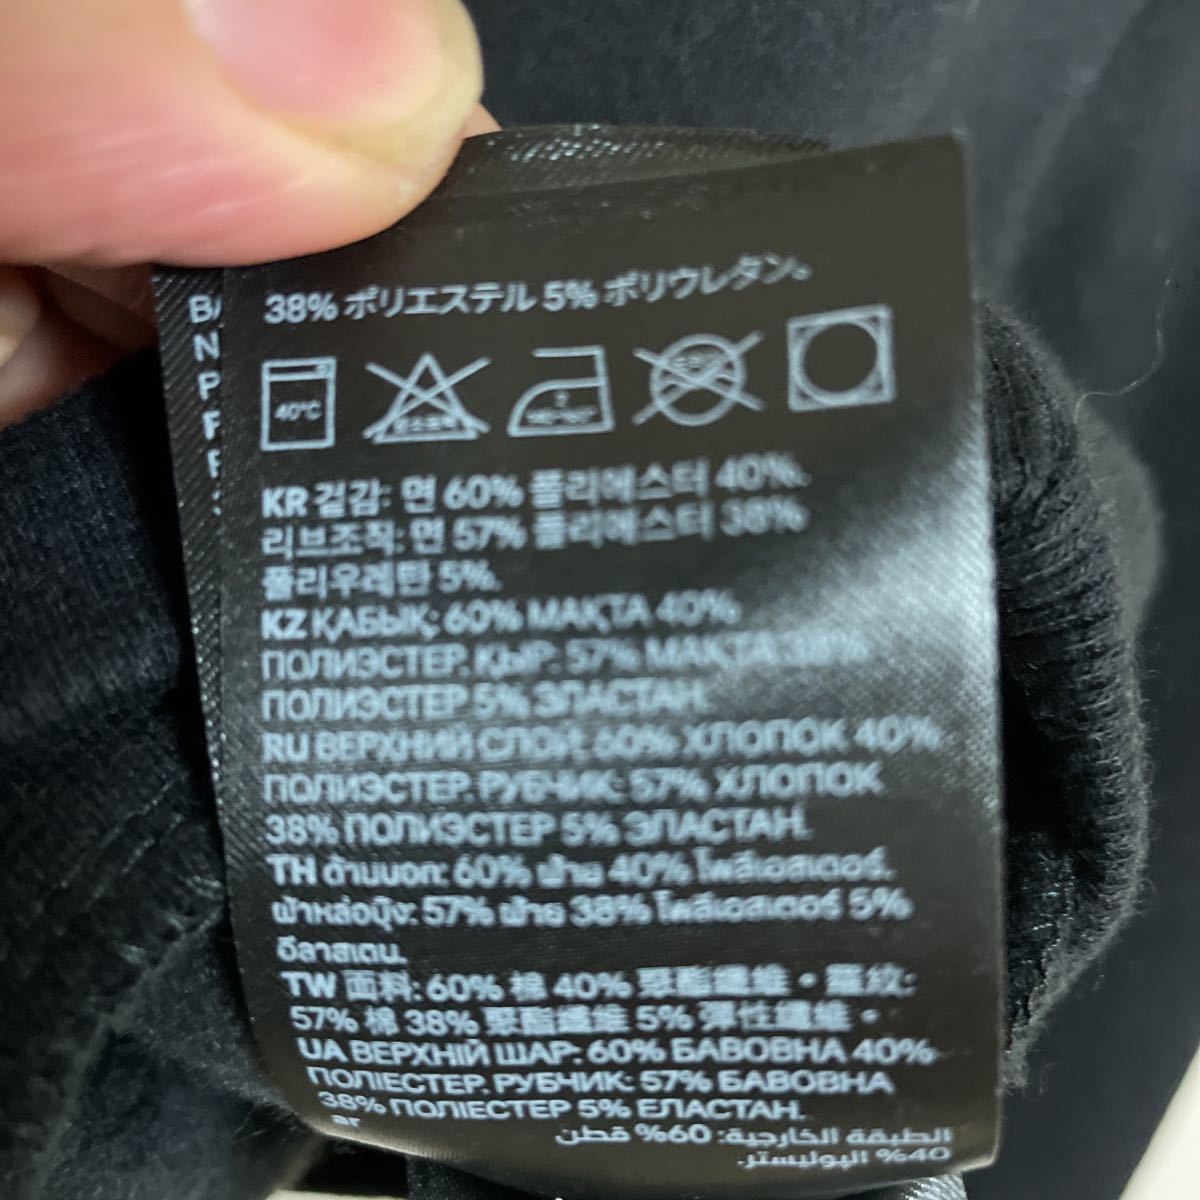 38% ポリエステル 5% ポリウレタン。
40℃
염소표백
KR 겉감: 면 60% 폴리에스터 40%.
리브조직: 면 57% 폴리에스터 38%
폴리우레탄 5%.
KZ ҚАБЫҚ: 60% МАҚТА 40%
ПОЛИЭСТЕР. ҚЫР: 57% МАҚТА 38%
ПОЛИЭСТЕР 5% ЭЛАСТАН.
RU ВЕРХНИЙ СЛОЙ: 60% ХЛОПОК 40%
ПОЛИЭСТЕР. РУБЧИК: 57% ХЛОПОК
38% ПОЛИЭСТЕР 5% ЭЛАСТАН.
TH ด้านนอก: 60% ฝ้าย 40% โพลีเอสเตอร์.
ผ้าหล่อนุ่ง: 57% ฝ้าย 38% โพลีเอสเตอร์ 5%
อีลาสเตน.
TW 面料: 60% 棉 40% 聚酯纖維。羅紋:
57% 棉 38% 聚酯纖維 5% 彈性纖維。
UA ВЕРХНІЙ ШАР: 60% БАВОВНА 40%
ПОЛІЕСТЕР. РУБЧИК: 57% БАВОВНА
38% ПОЛІЕСТЕР 5% ЕЛАСТАН.
ar
الطبقة الخارجية: 60% قطن
40% البوليستر.